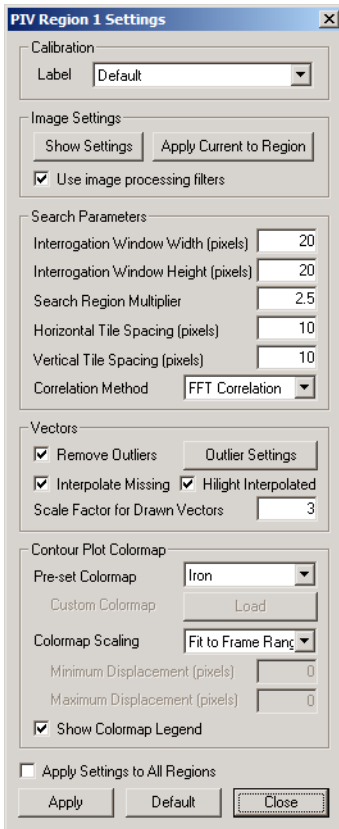 PIV Region 1 Settings
Calibration
Label Default
Image Settings
Show Settings Apply Current to Region
Use image processing filters
Search Parameters
Interrogation Window Width (pixels) 20
Interrogation Window Height (pixels) 20
Search Region Multiplier 2.5
Horizontal Tile Spacing (pixels) 10
Vertical Tile Spacing (pixels) 10
Correlation Method FFT Correlation
Vectors
Remove Outliers Outlier Settings
Interpolate Missing Hilight Interpolated
Scale Factor for Drawn Vectors 3
Contour Plot Colormap
Pre-set Colormap Iron
Custom Colormap Load
Colormap Scaling Fit to Frame Rang
Minimum Displacement (pixels) 0
Maximum Displacement (pixels) 0
Show Colormap Legend
Apply Settings to All Regions
Apply Default Close